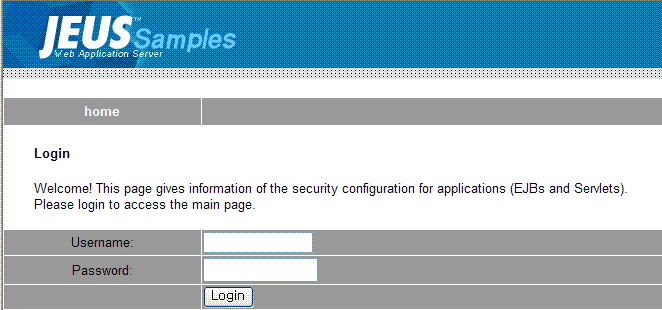 JEUS™ Samples
Web Application Server
home
Login
Welcome! This page gives information of the security configuration for applications (EJBs and Servlets).
Please login to access the main page.
Username:
Password:
Login